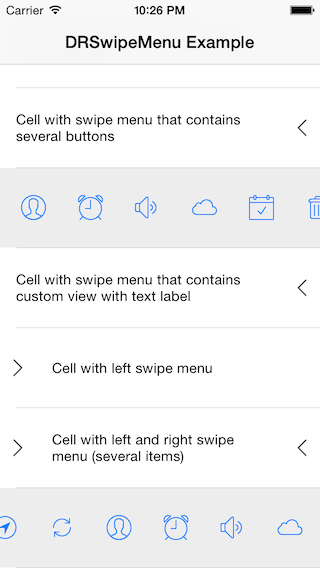 Carrier 10:26 PM
DRSwipeMenu Example
Cell with swipe menu that contains
several buttons
Cell with swipe menu that contains
custom view with text label
Cell with left swipe menu
Cell with left and right swipe
menu (several items)